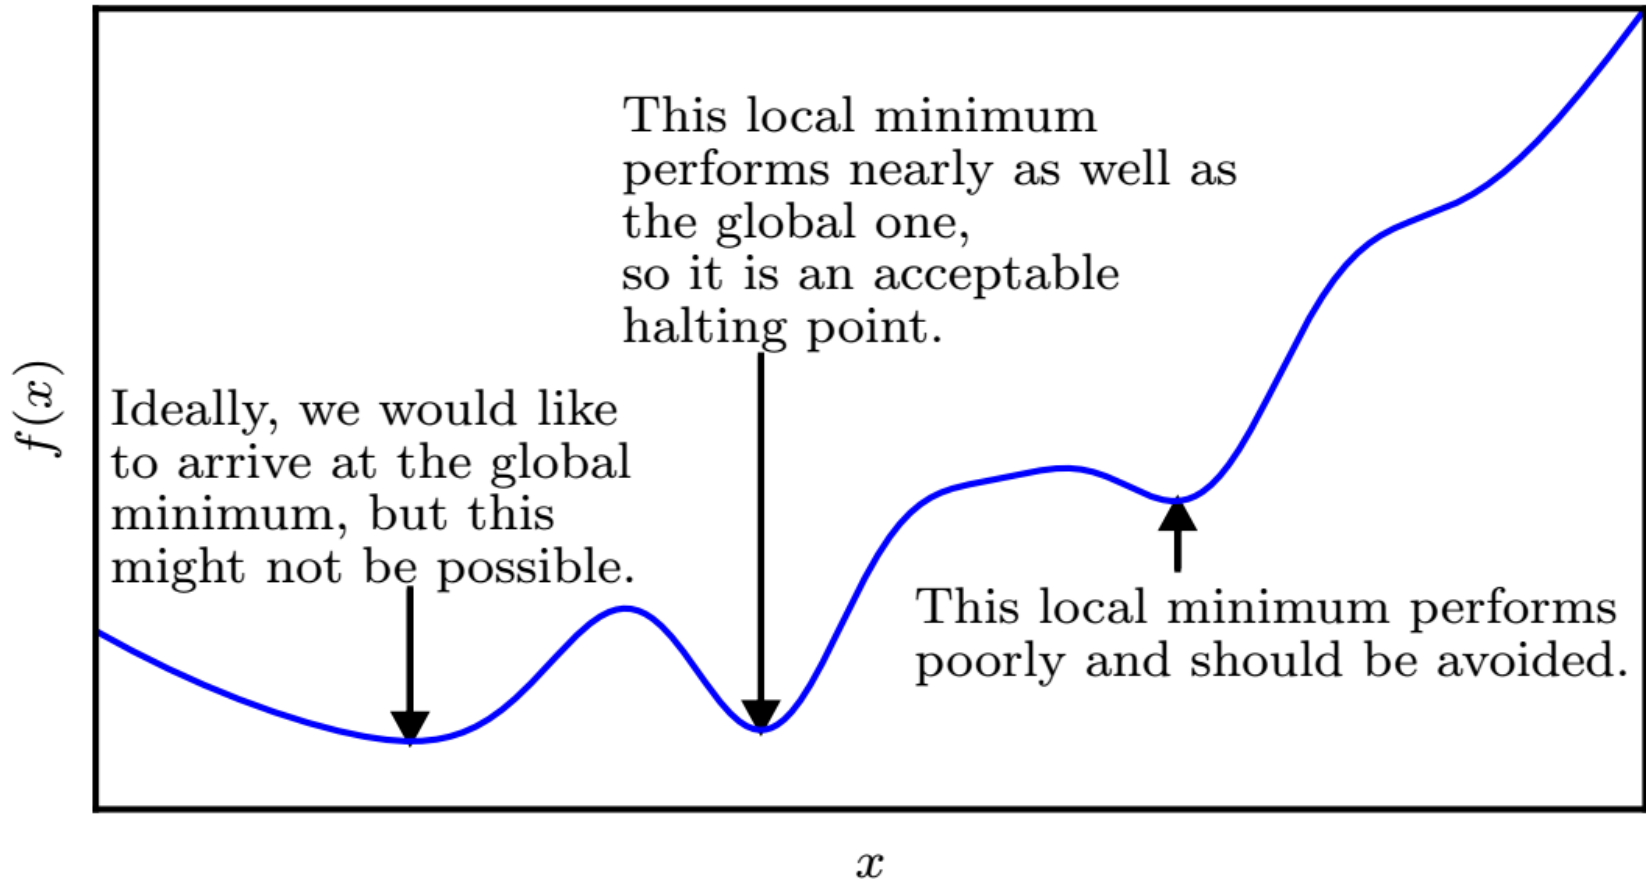 This local minimum
performs nearly as well as
the global one,
so it is an acceptable
halting point.
Ideally, we would like
to arrive at the global
minimum, but this
might not be possible.
This local minimum performs
poorly and should be avoided.
f(x)
x